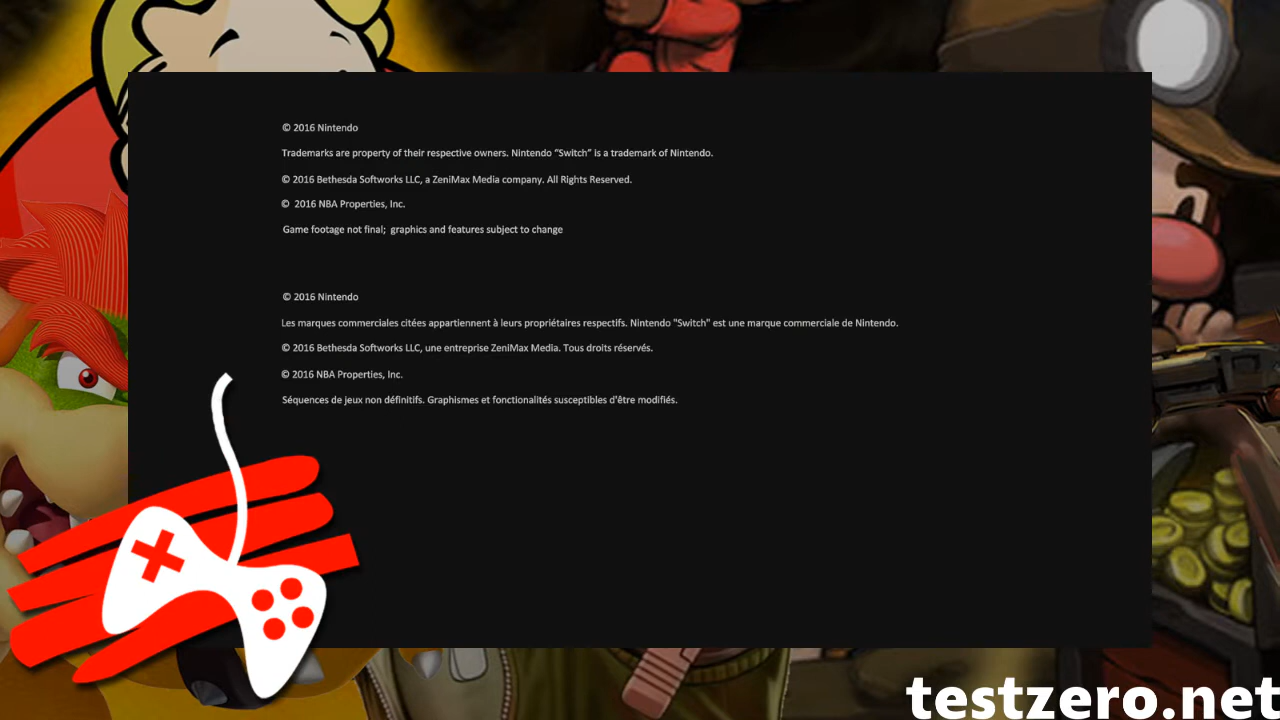 © 2016 Nintendo
Trademarks are property of their respective owners. Nintendo “Switch” is a trademark of Nintendo.
© 2016 Bethesda Softworks LLC, a ZeniMax Media company. All Rights Reserved.
©  2016 NBA Properties, Inc.
Game footage not final;  graphics and features subject to change
© 2016 Nintendo
Les marques commerciales citées appartiennent à leurs propriétaires respectifs. Nintendo "Switch" est une marque commerciale de Nintendo.
© 2016 Bethesda Softworks LLC, une entreprise ZeniMax Media. Tous droits réservés.
© 2016 NBA Properties, Inc.
Séquences de jeux non définitifs. Graphismes et fonctionalités susceptibles d'être modifiés.
testzero.net